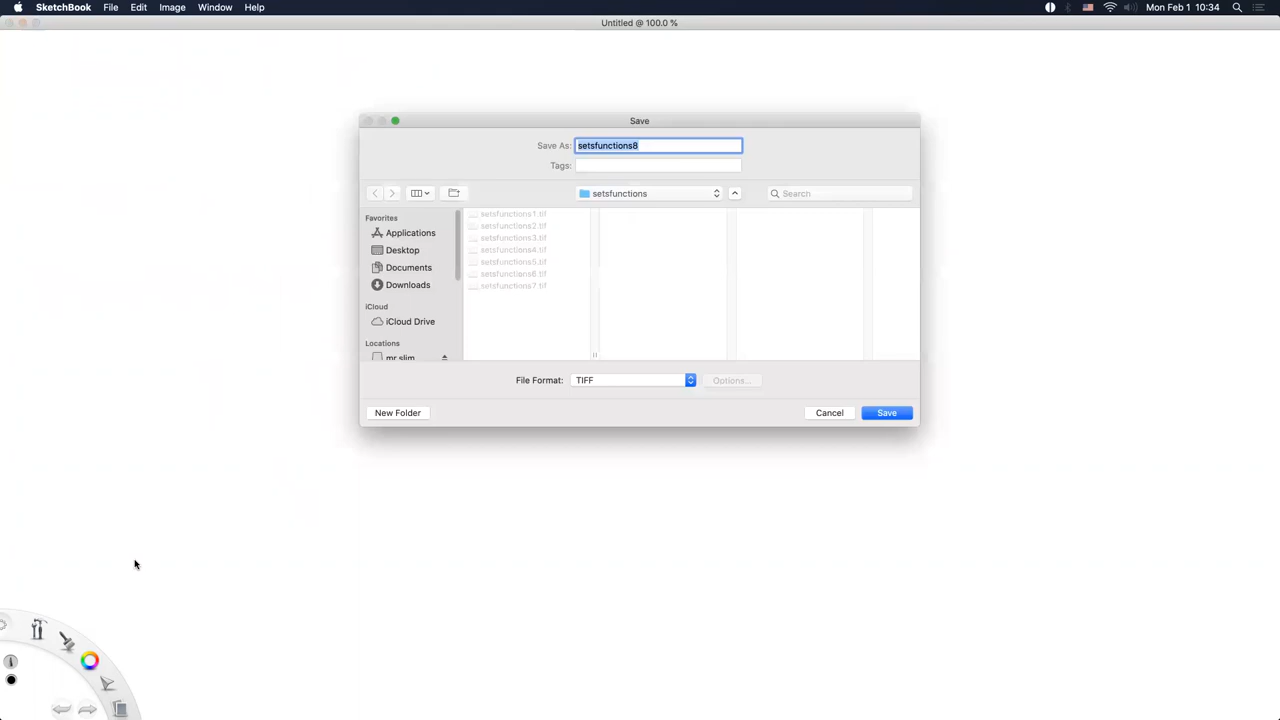 SketchBook File Edit Image Window Help Mon Feb 1 10:34
Untitled @ 100.0 %
Save
Save As: setsfunctions8
Tags:
setsfunctions Search
Favorites
Applications
Desktop
Documents
Downloads
iCloud
iCloud Drive
Locations
mr slim
setsfunctions1.tif
setsfunctions2.tif
setsfunctions3.tif
setsfunctions4.tif
setsfunctions5.tif
setsfunctions6.tif
setsfunctions7.tif
File Format: TIFF Options...
New Folder Cancel Save